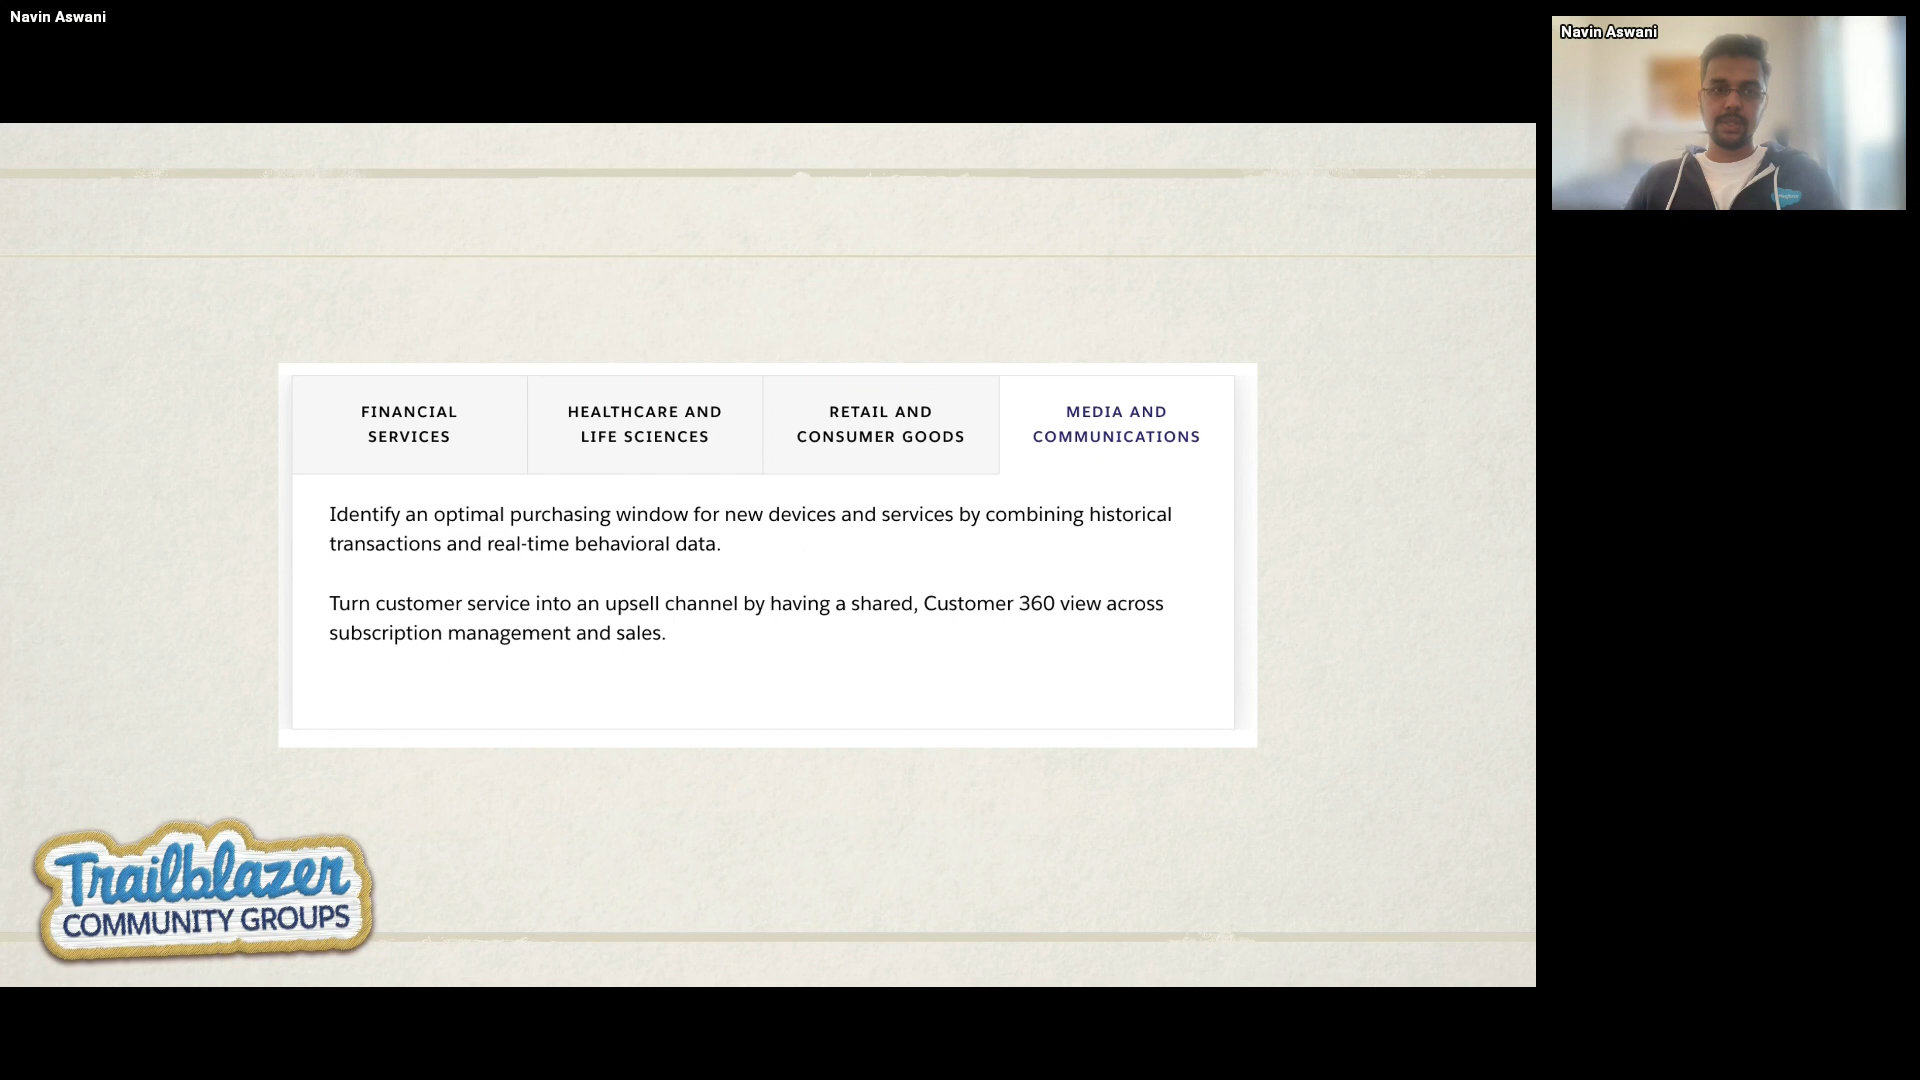 Navin Aswani
Navin Aswani
FINANCIAL
SERVICES
HEALTHCARE AND
LIFE SCIENCES
RETAIL AND
CONSUMER GOODS
MEDIA AND
COMMUNICATIONS
Identify an optimal purchasing window for new devices and services by combining historical
transactions and real-time behavioral data.
Turn customer service into an upsell channel by having a shared, Customer 360 view across
subscription management and sales.
Trailblazer
COMMUNITY GROUPS